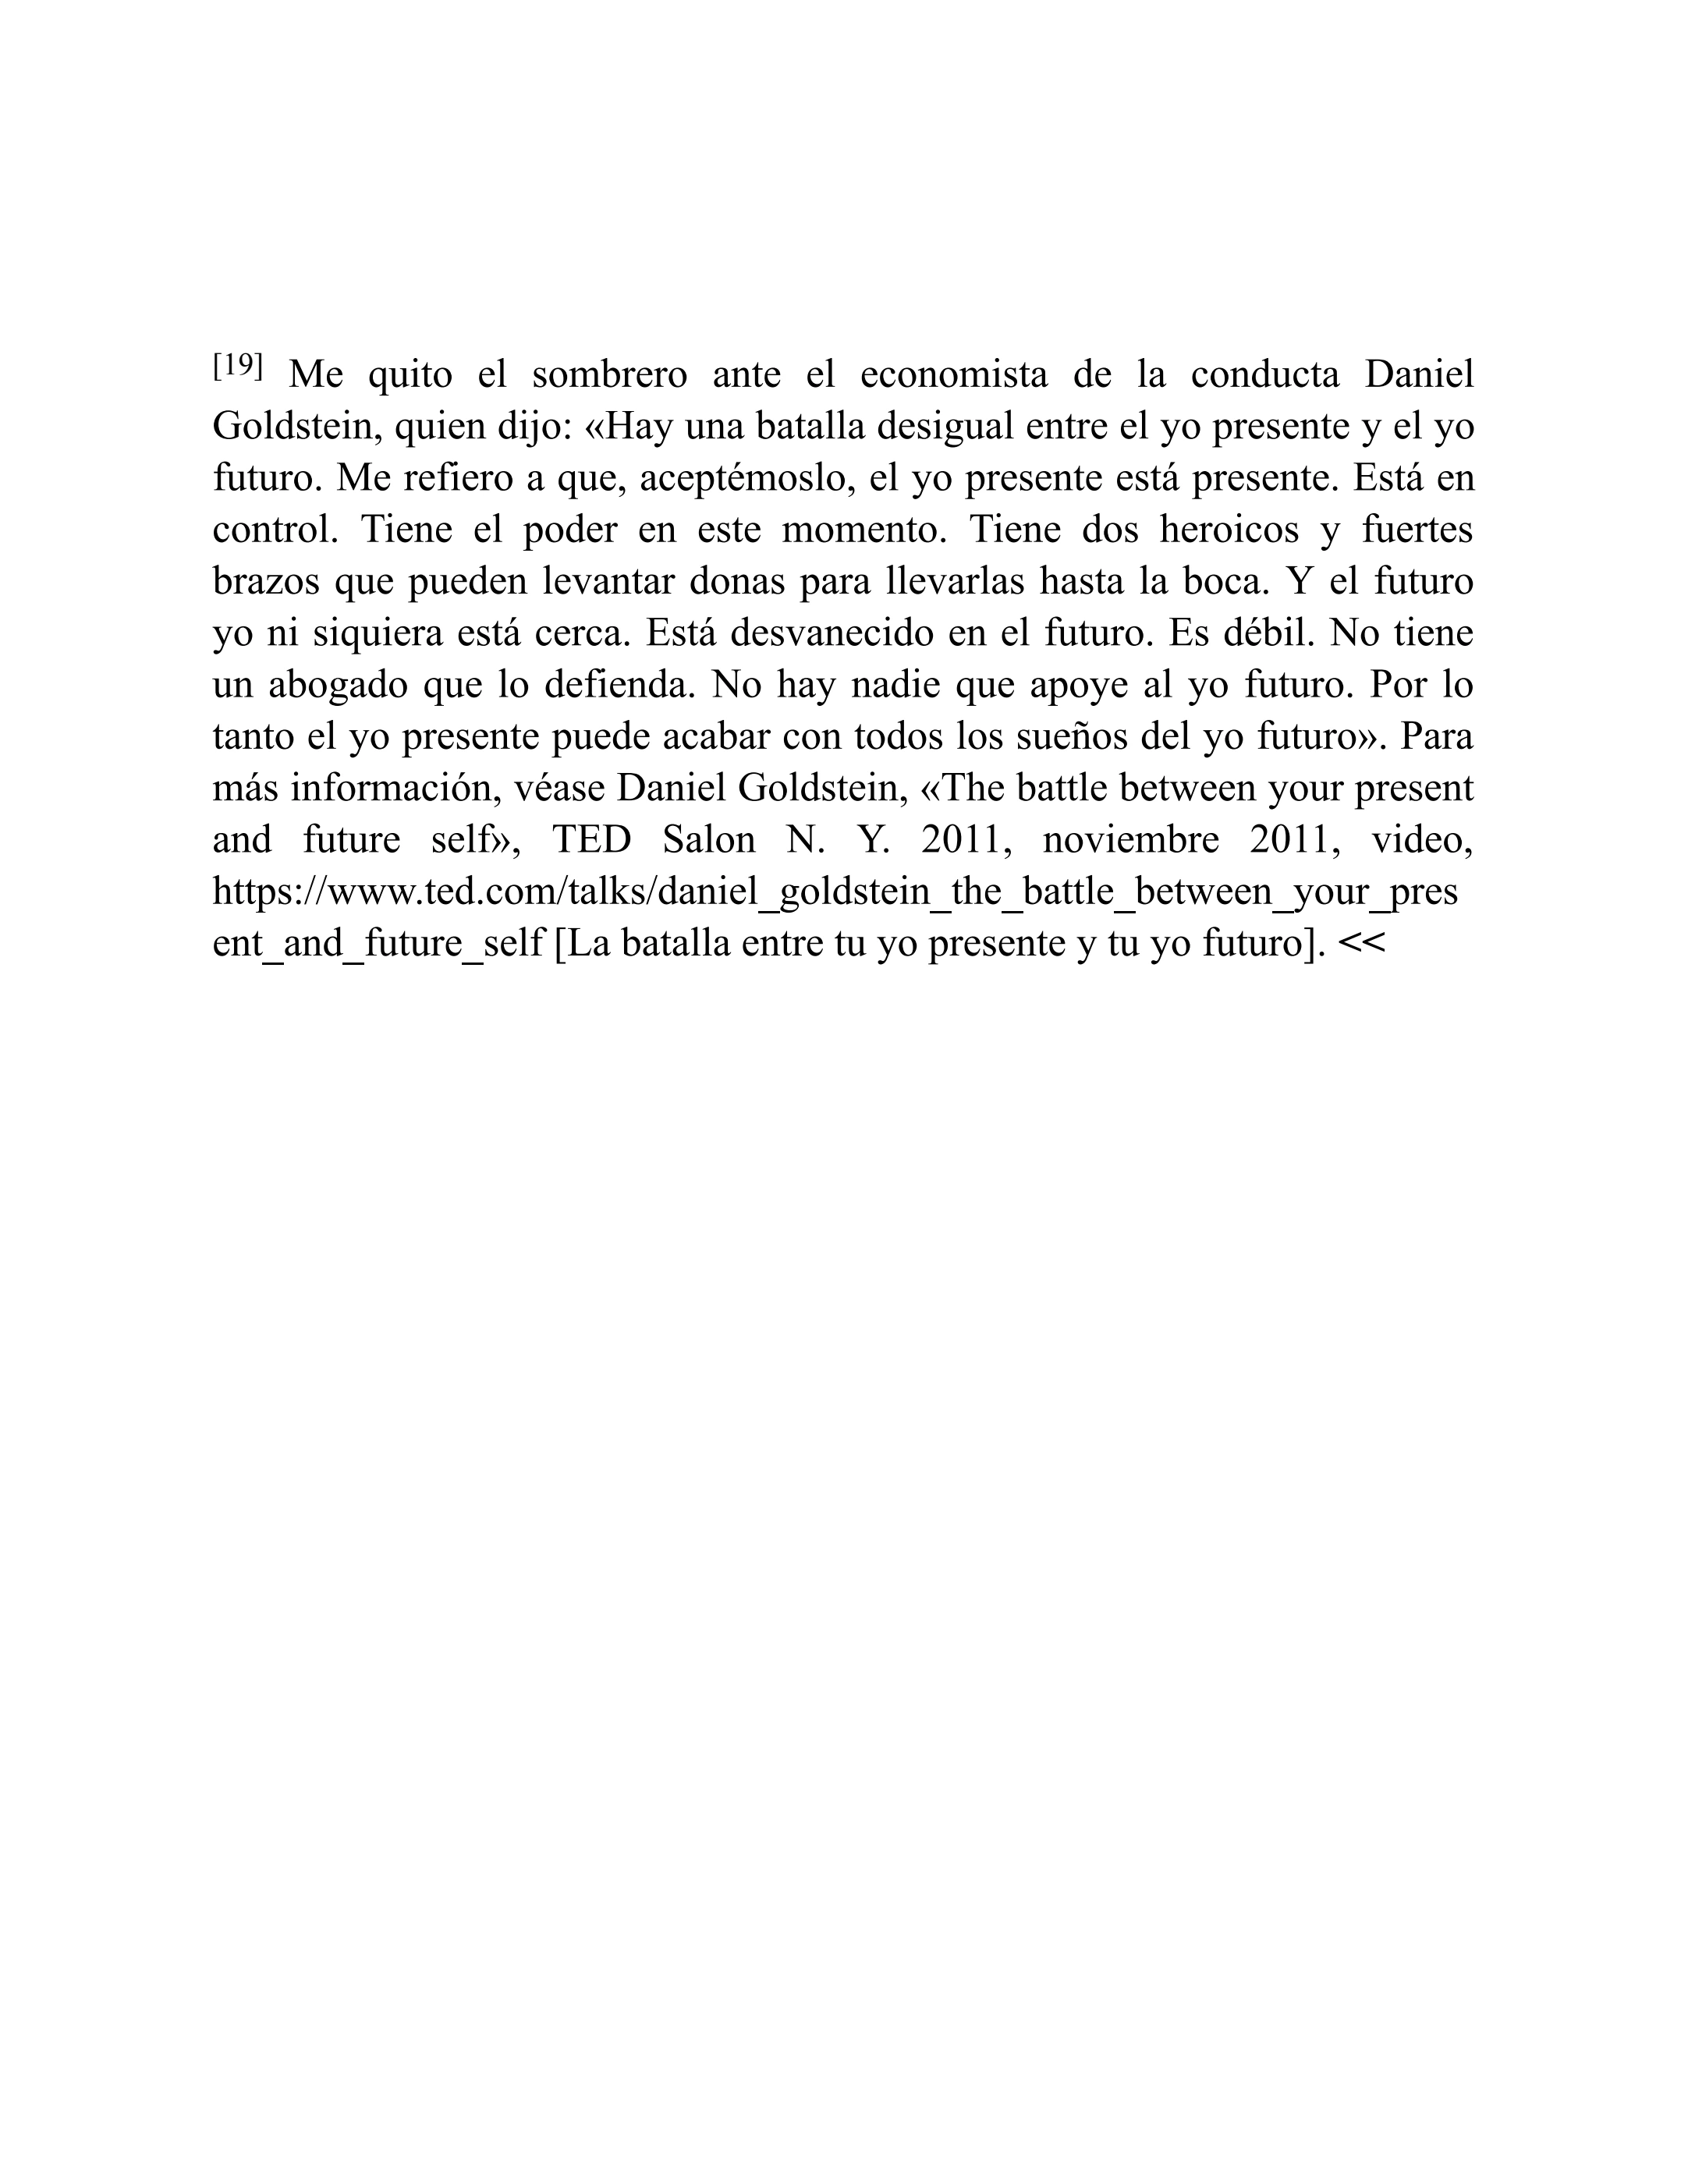 [19] Me quito el sombrero ante el economista de la conducta Daniel
Goldstein, quien dijo: «Hay una batalla desigual entre el yo presente y el yo
futuro. Me refiero a que, aceptémoslo, el yo presente está presente. Está en
control. Tiene el poder en este momento. Tiene dos heroicos y fuertes
brazos que pueden levantar donas para llevarlas hasta la boca. Y el futuro
yo ni siquiera está cerca. Está desvanecido en el futuro. Es débil. No tiene
un abogado que lo defienda. No hay nadie que apoye al yo futuro. Por lo
tanto el yo presente puede acabar con todos los sueños del yo futuro». Para
más información, véase Daniel Goldstein, «The battle between your present
and future self», TED Salon N. Y. 2011, noviembre 2011, video,
https://www.ted.com/talks/daniel_goldstein_the_battle_between_your_pres
ent_and_future_self [La batalla entre tu yo presente y tu yo futuro]. <<